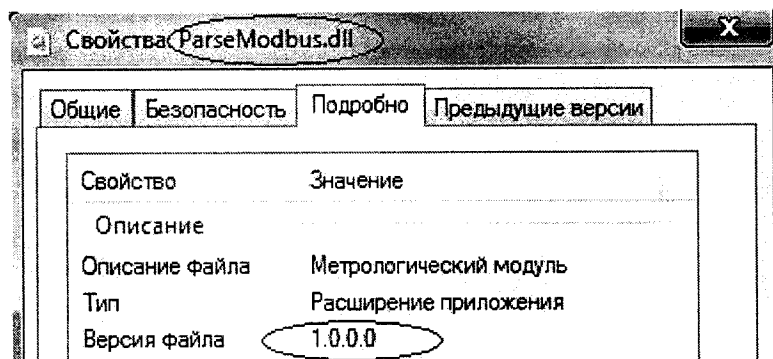 Свойства: ParseModbus.dll
Общие Безопасность Подробно Предыдущие версии
Свойство Значение
Описание
Описание файла Метрологический модуль
Тип Расширение приложения
Версия файла 1.0.0.0